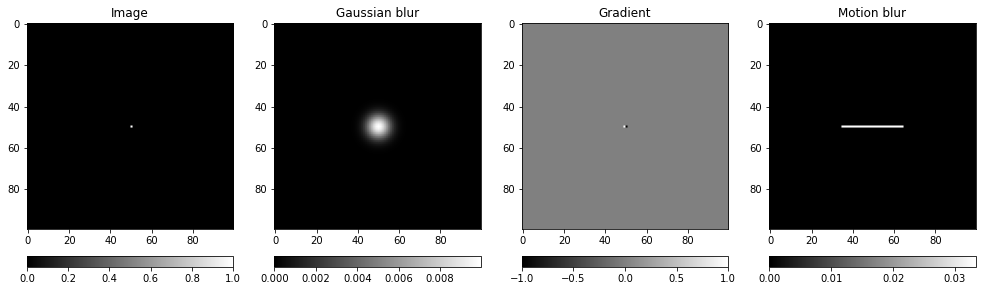 Image
Gaussian blur
Gradient
Motion blur
0 0 0 0
20 20 20 20
40 40 40 40
60 60 60 60
80 80 80 80
0 20 40 60 80 0 20 40 60 80 0 20 40 60 80 0 20 40 60 80
0.0 0.2 0.4 0.6 0.8 1.0 0.000 0.002 0.004 0.006 0.008 −1.0 −0.5 0.0 0.5 1.0 0.00 0.01 0.02 0.03